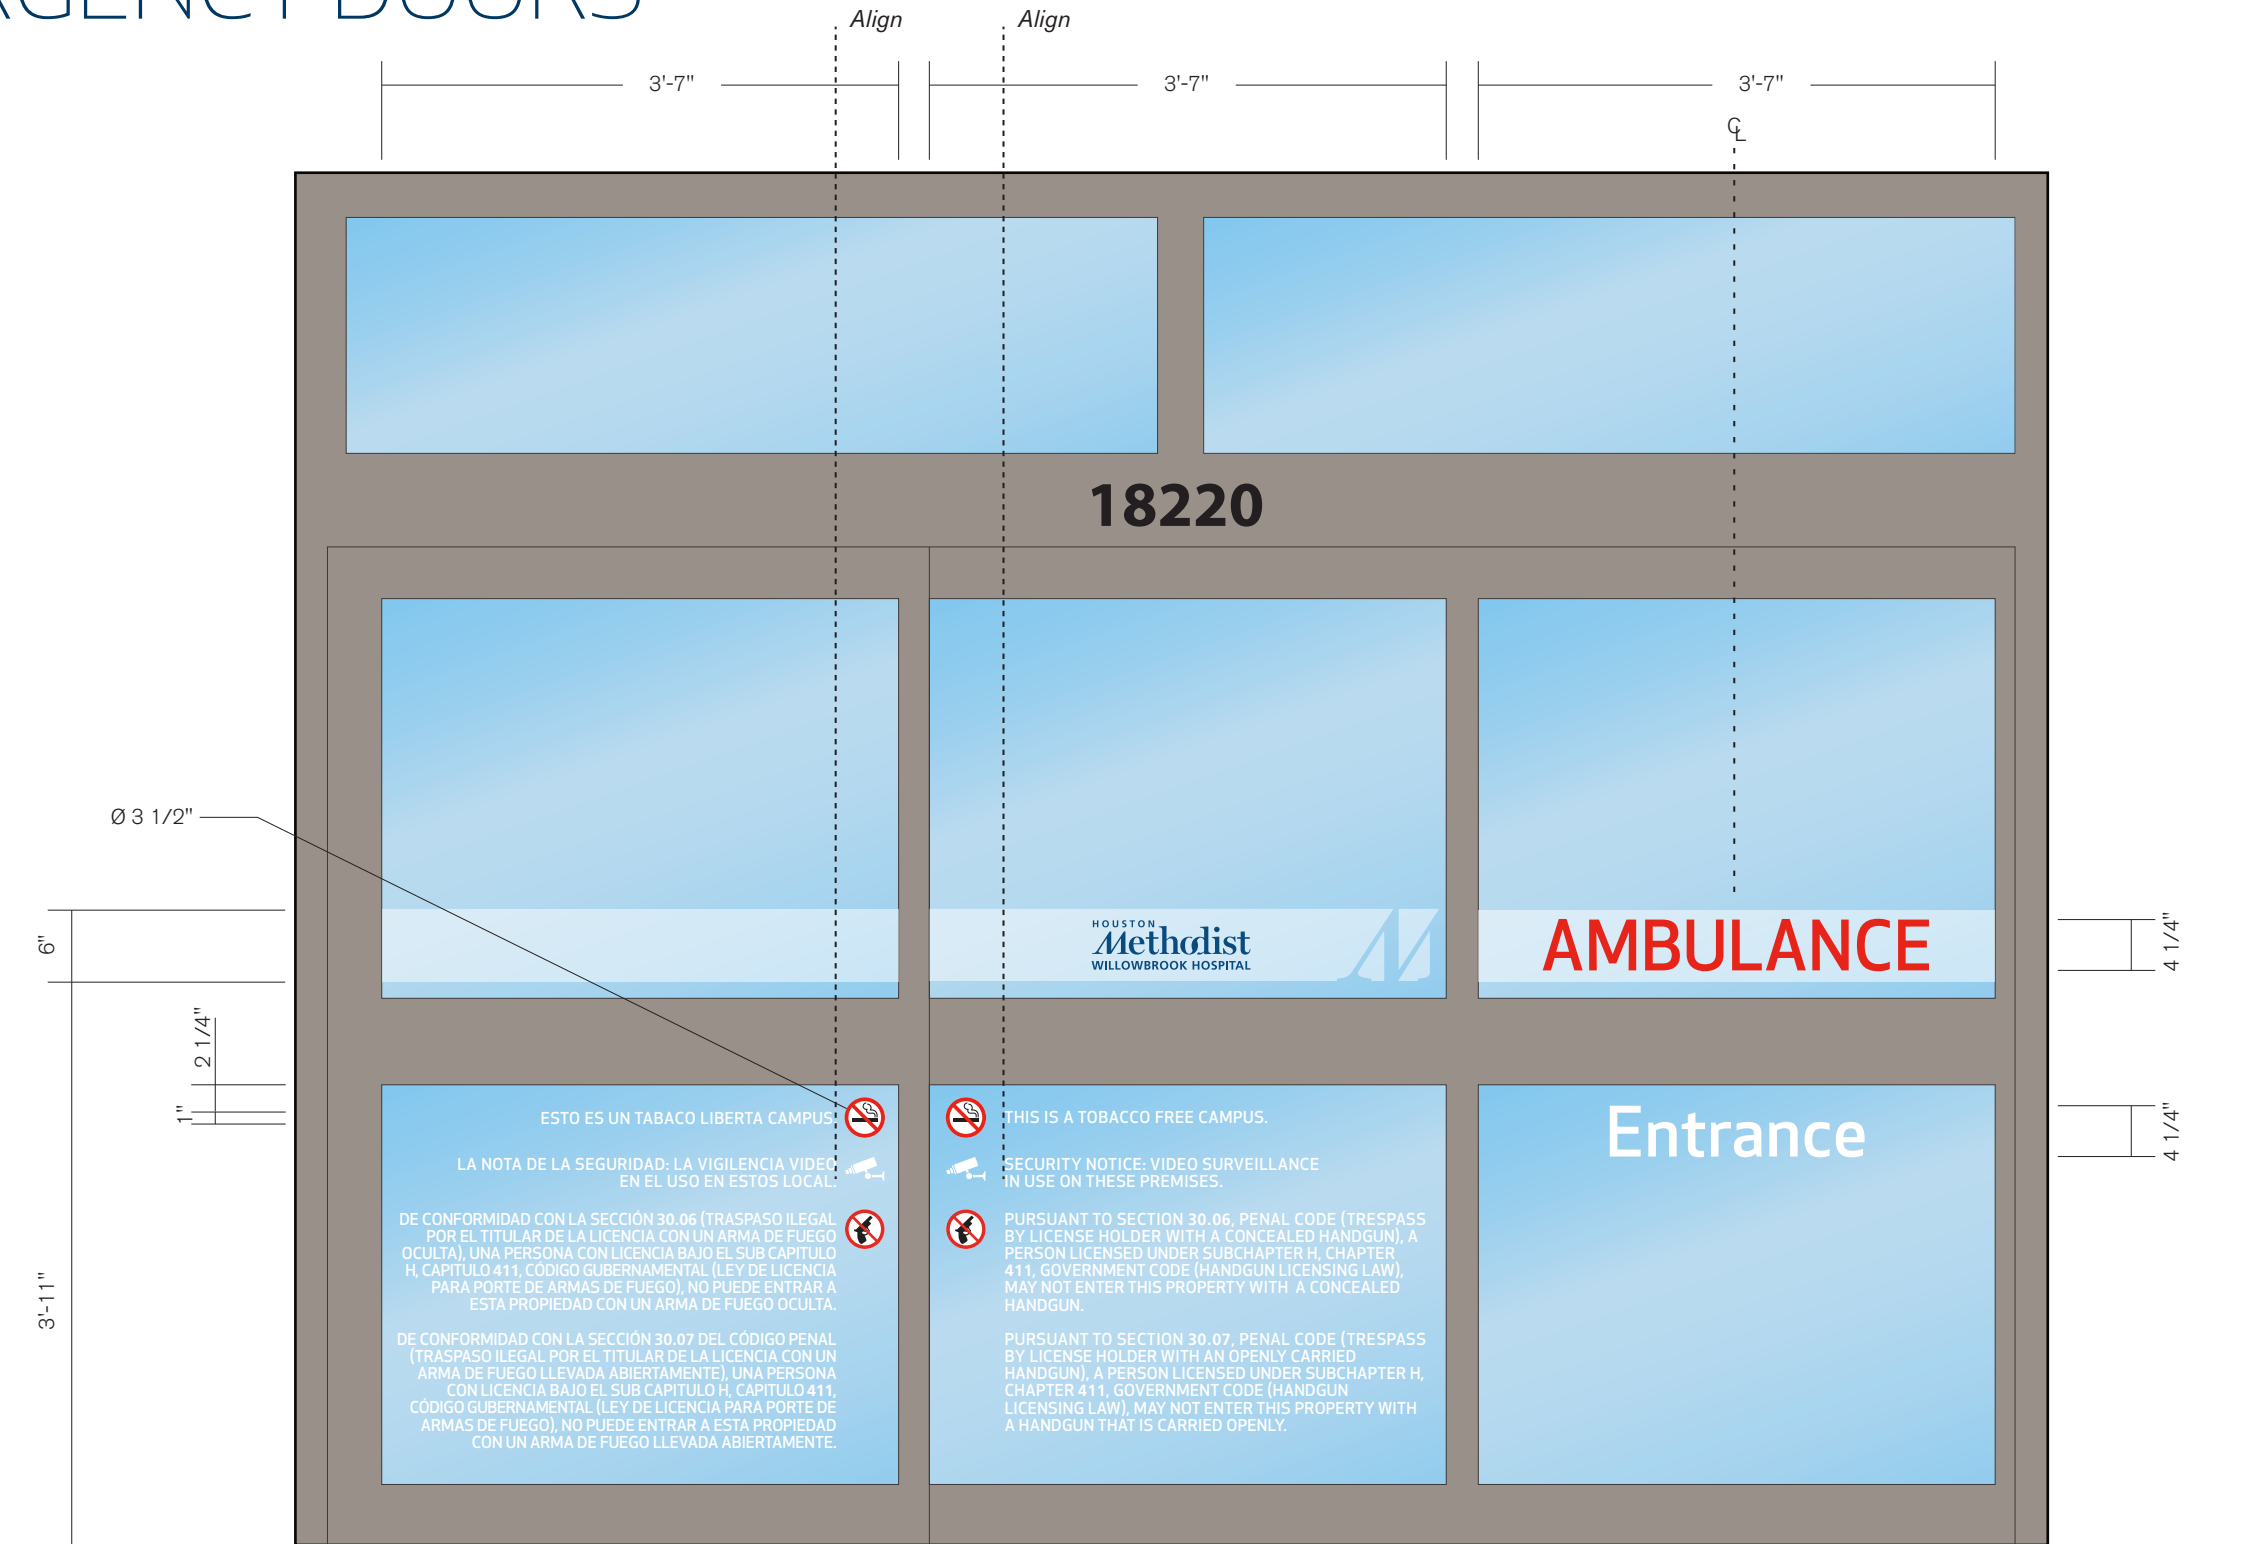 RGENCY DOORS
Align
Align
3'-7"
3'-7"
3'-7"
℄
18220
Ø 3 1/2"
HOUSTON
Methodist
WILLOWBROOK HOSPITAL
AMBULANCE
6"
4 1/4"
2 1/4"
1"
3'-11"
ESTO ES UN TABACO LIBERTA CAMPUS.
LA NOTA DE LA SEGURIDAD: LA VIGILENCIA VIDEO
EN EL USO EN ESTOS LOCAL.
DE CONFORMIDAD CON LA SECCIÓN 30.06 (TRASPASO ILEGAL
POR EL TITULAR DE LA LICENCIA CON UN ARMA DE FUEGO
OCULTA), UNA PERSONA CON LICENCIA BAJO EL SUB CAPITULO
H, CAPITULO 411, CÓDIGO GUBERNAMENTAL (LEY DE LICENCIA
PARA PORTE DE ARMAS DE FUEGO), NO PUEDE ENTRAR A
ESTA PROPIEDAD CON UN ARMA DE FUEGO OCULTA.
DE CONFORMIDAD CON LA SECCIÓN 30.07 DEL CÓDIGO PENAL
(TRASPASO ILEGAL POR EL TITULAR DE LA LICENCIA CON UN
ARMA DE FUEGO LLEVADA ABIERTAMENTE), UNA PERSONA
CON LICENCIA BAJO EL SUB CAPITULO H, CAPITULO 411,
CÓDIGO GUBERNAMENTAL (LEY DE LICENCIA PARA PORTE DE
ARMAS DE FUEGO), NO PUEDE ENTRAR A ESTA PROPIEDAD
CON UN ARMA DE FUEGO LLEVADA ABIERTAMENTE.
THIS IS A TOBACCO FREE CAMPUS.
SECURITY NOTICE: VIDEO SURVEILLANCE
IN USE ON THESE PREMISES.
PURSUANT TO SECTION 30.06, PENAL CODE (TRESPASS
BY LICENSE HOLDER WITH A CONCEALED HANDGUN), A
PERSON LICENSED UNDER SUBCHAPTER H, CHAPTER
411, GOVERNMENT CODE (HANDGUN LICENSING LAW),
MAY NOT ENTER THIS PROPERTY WITH A CONCEALED
HANDGUN.
PURSUANT TO SECTION 30.07, PENAL CODE (TRESPASS
BY LICENSE HOLDER WITH AN OPENLY CARRIED
HANDGUN), A PERSON LICENSED UNDER SUBCHAPTER H,
CHAPTER 411, GOVERNMENT CODE (HANDGUN
LICENSING LAW), MAY NOT ENTER THIS PROPERTY WITH
A HANDGUN THAT IS CARRIED OPENLY.
Entrance
4 1/4"